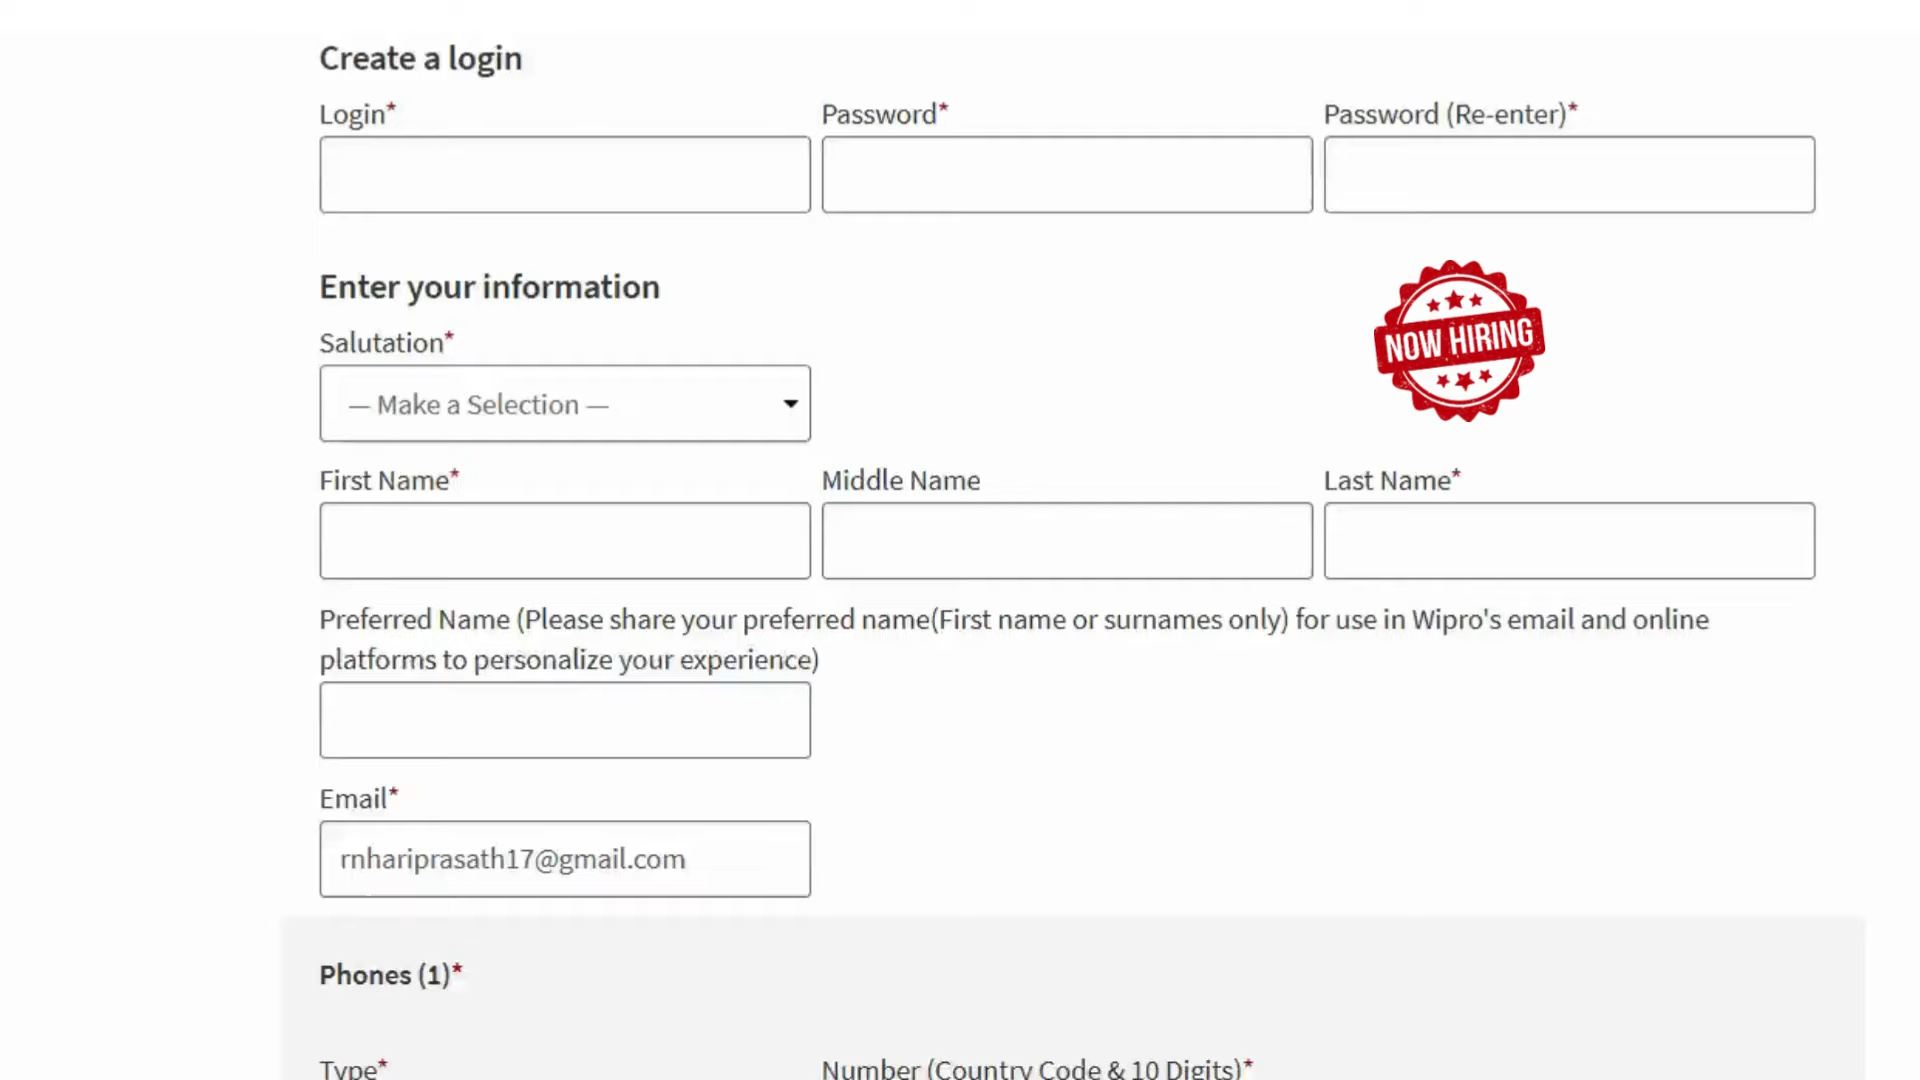 Create a login
Login* Password* Password (Re-enter)*
Enter your information
Salutation*
— Make a Selection —
NOW HIRING
First Name* Middle Name Last Name*
Preferred Name (Please share your preferred name(First name or surnames only) for use in Wipro's email and online
platforms to personalize your experience)
Email*
rnhariprasath17@gmail.com
Phones (1)*
Type* Number (Country Code & 10 Digits)*